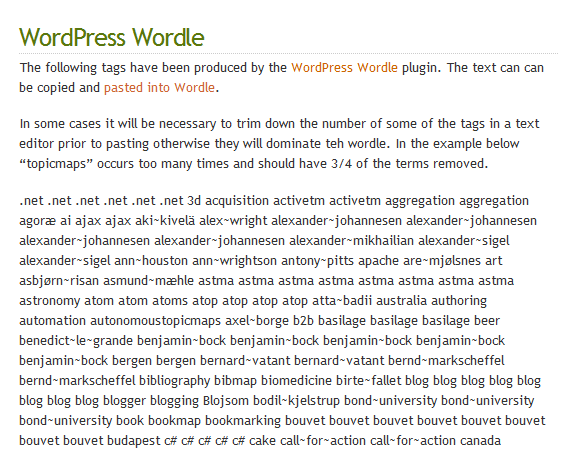 WordPress Wordle
The following tags have been produced by the WordPress Wordle plugin. The text can can
be copied and pasted into Wordle.
In some cases it will be necessary to trim down the number of some of the tags in a text
editor prior to pasting otherwise they will dominate teh wordle. In the example below
“topicmaps” occurs too many times and should have 3/4 of the terms removed.
.net .net .net .net .net .net 3d acquisition activetm activetm aggregation aggregation
agoræ ai ajax ajax aki~kivelä alex~wright alexander~johannesen alexander~johannesen
alexander~johannesen alexander~johannesen alexander~mikhailian alexander~sigel
alexander~sigel ann~houston ann~wrightson antony~pitts apache are~mjølsnes art
asbjørn~risan asmund~mæhle astma astma astma astma astma astma astma astma
astronomy atom atom atoms atop atop atop atop atta~badii australia authoring
automation autonomoustopicmaps axel~borge b2b basilage basilage basilage beer
benedict~le~grande benjamin~bock benjamin~bock benjamin~bock benjamin~bock
benjamin~bock bergen bergen bernard~vatant bernard~vatant bernd~markscheffel
bernd~markscheffel bibliography bibmap biomedicine birte~fallet blog blog blog blog blog
blog blog blog blogger blogging Blojsom bodil~kjelstrup bond~university bond~university
bond~university book bookmap bookmarking bouvet bouvet bouvet bouvet bouvet bouvet
bouvet bouvet budapest c# c# c# c# c# cake call~for~action call~for~action canada